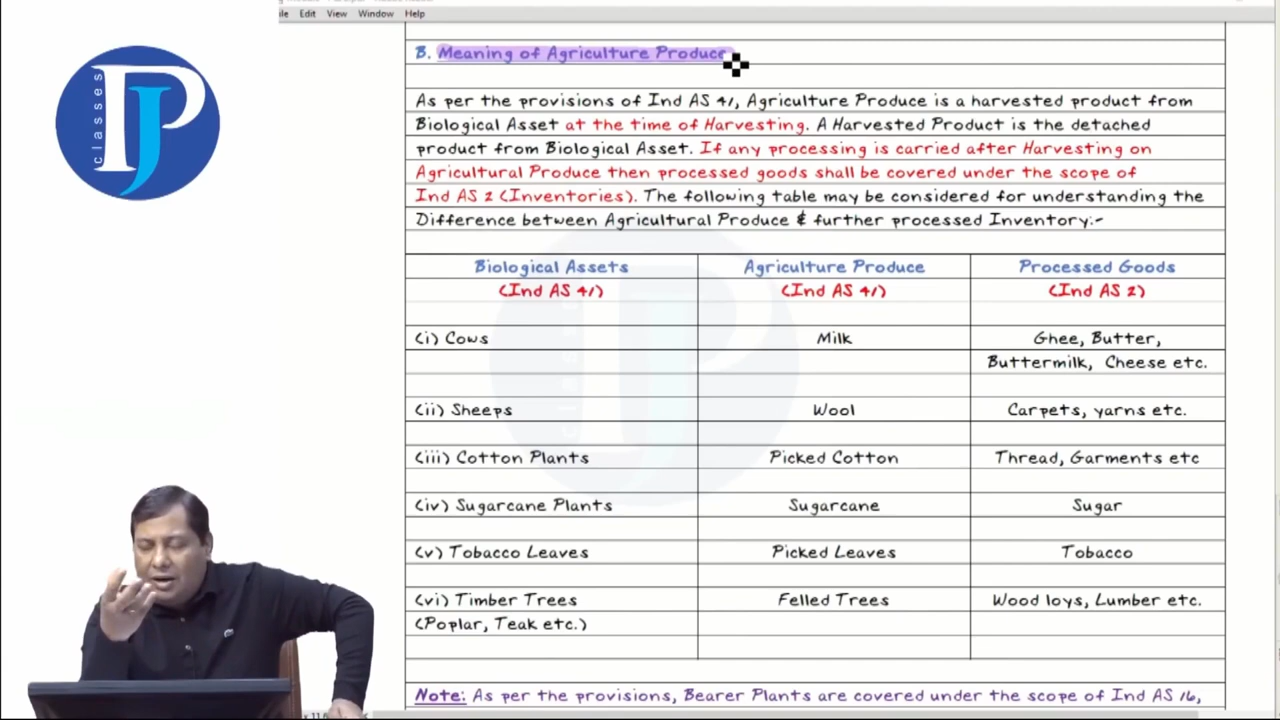 Edit View Window Help
classes
PJ
B. Meaning of Agriculture Produce
As per the provisions of Ind AS 41, Agriculture Produce is a harvested product from
Biological Asset at the time of Harvesting. A Harvested Product is the detached
product from Biological Asset. If any processing is carried after Harvesting on
Agricultural Produce then processed goods shall be covered under the scope of
Ind AS 2 (Inventories). The following table may be considered for understanding the
Difference between Agricultural Produce & further processed Inventory:-
Biological Assets Agriculture Produce Processed Goods
(Ind AS 41) (Ind AS 41) (Ind AS 2)
(i) Cows Milk Ghee, Butter,
Buttermilk, Cheese etc.
(ii) Sheeps Wool Carpets, yarns etc.
(iii) Cotton Plants Picked Cotton Thread, Garments etc
(iv) Sugarcane Plants Sugarcane Sugar
(v) Tobacco Leaves Picked Leaves Tobacco
(vi) Timber Trees Felled Trees Wood loys, Lumber etc.
(Poplar, Teak etc.)
Note: As per the provisions, Bearer Plants are covered under the scope of Ind AS 16,